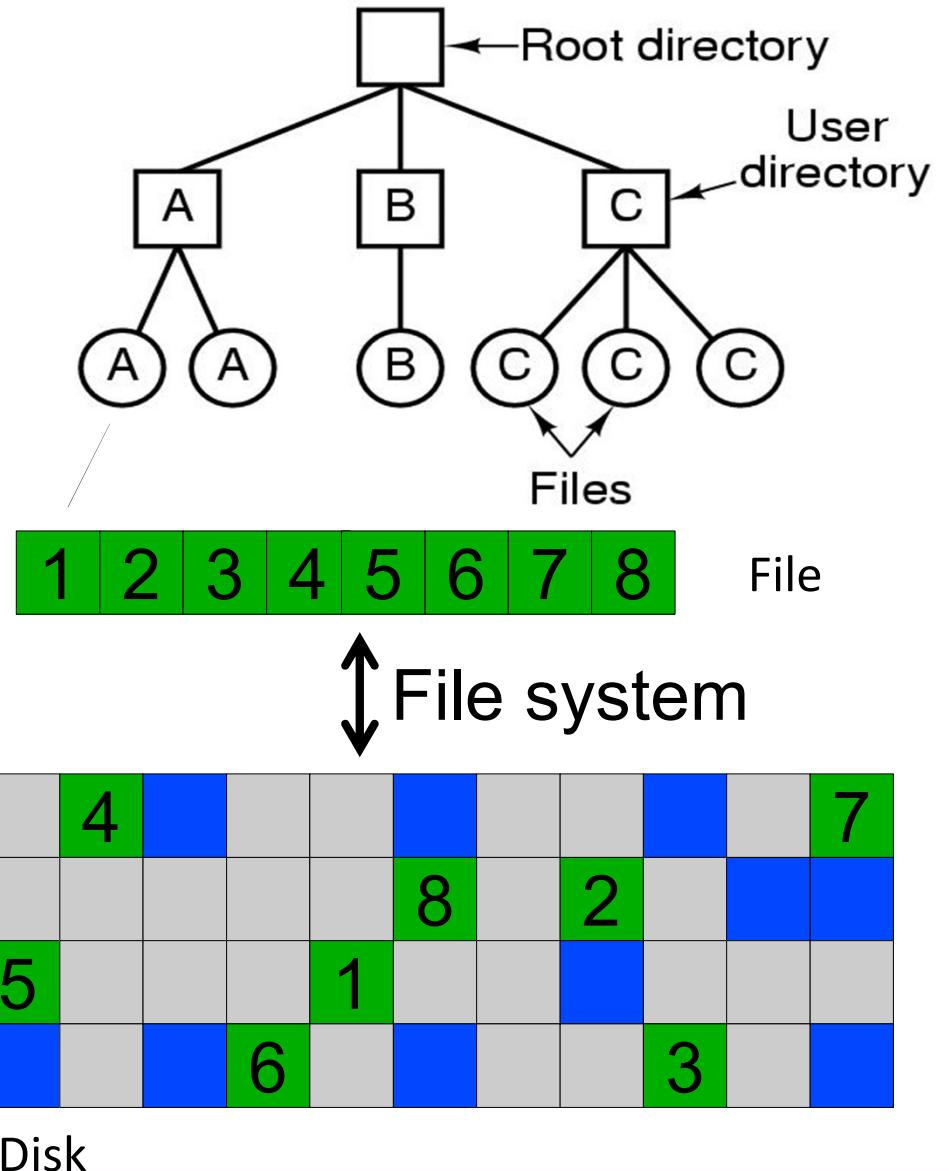 Root directory
User
directory
A B C
A A B C C C
Files
1 2 3 4 5 6 7 8 File
File system
4 7
8 2
5 1
6 3
Disk